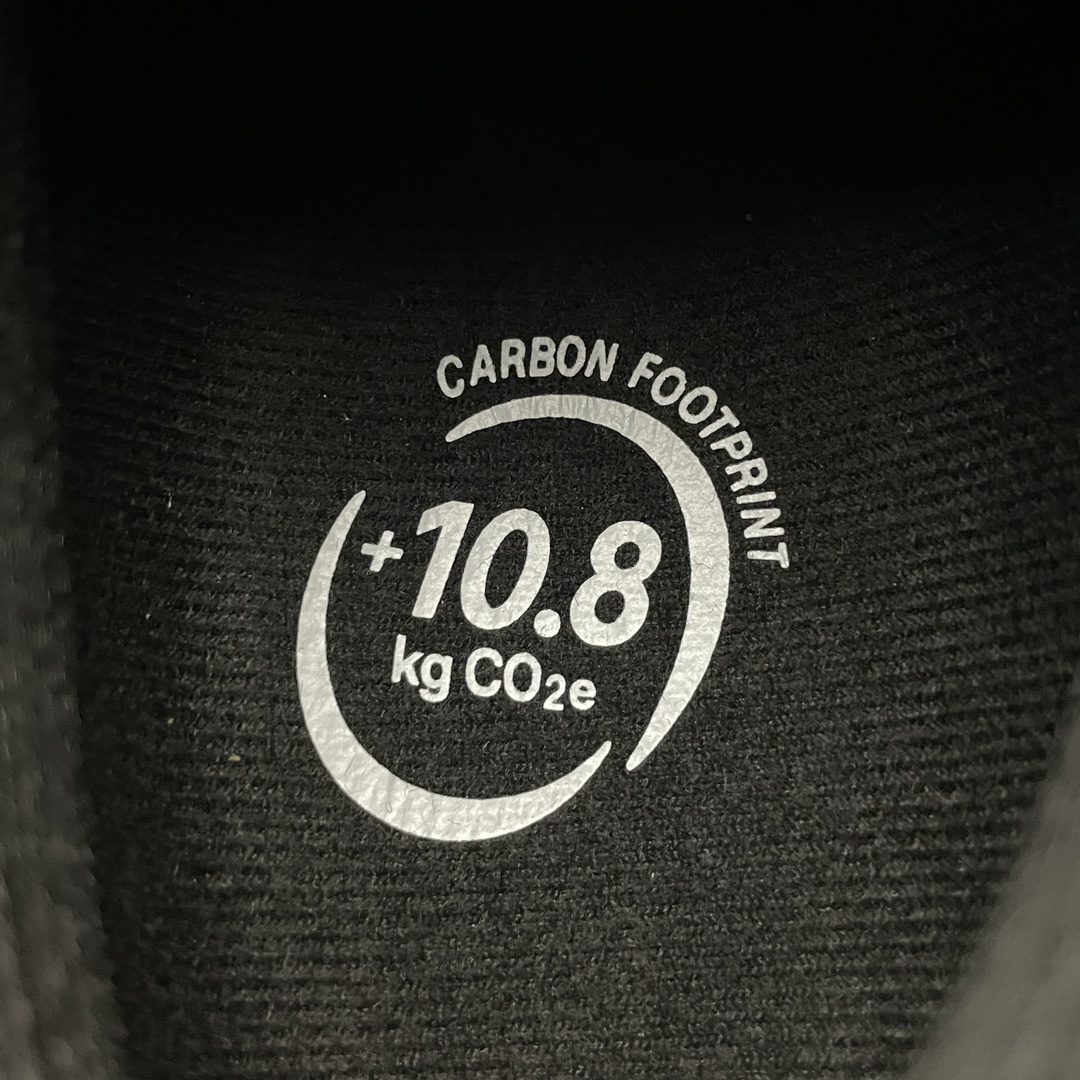 CARBON FOOTPRINT
+10.8
kg CO₂e